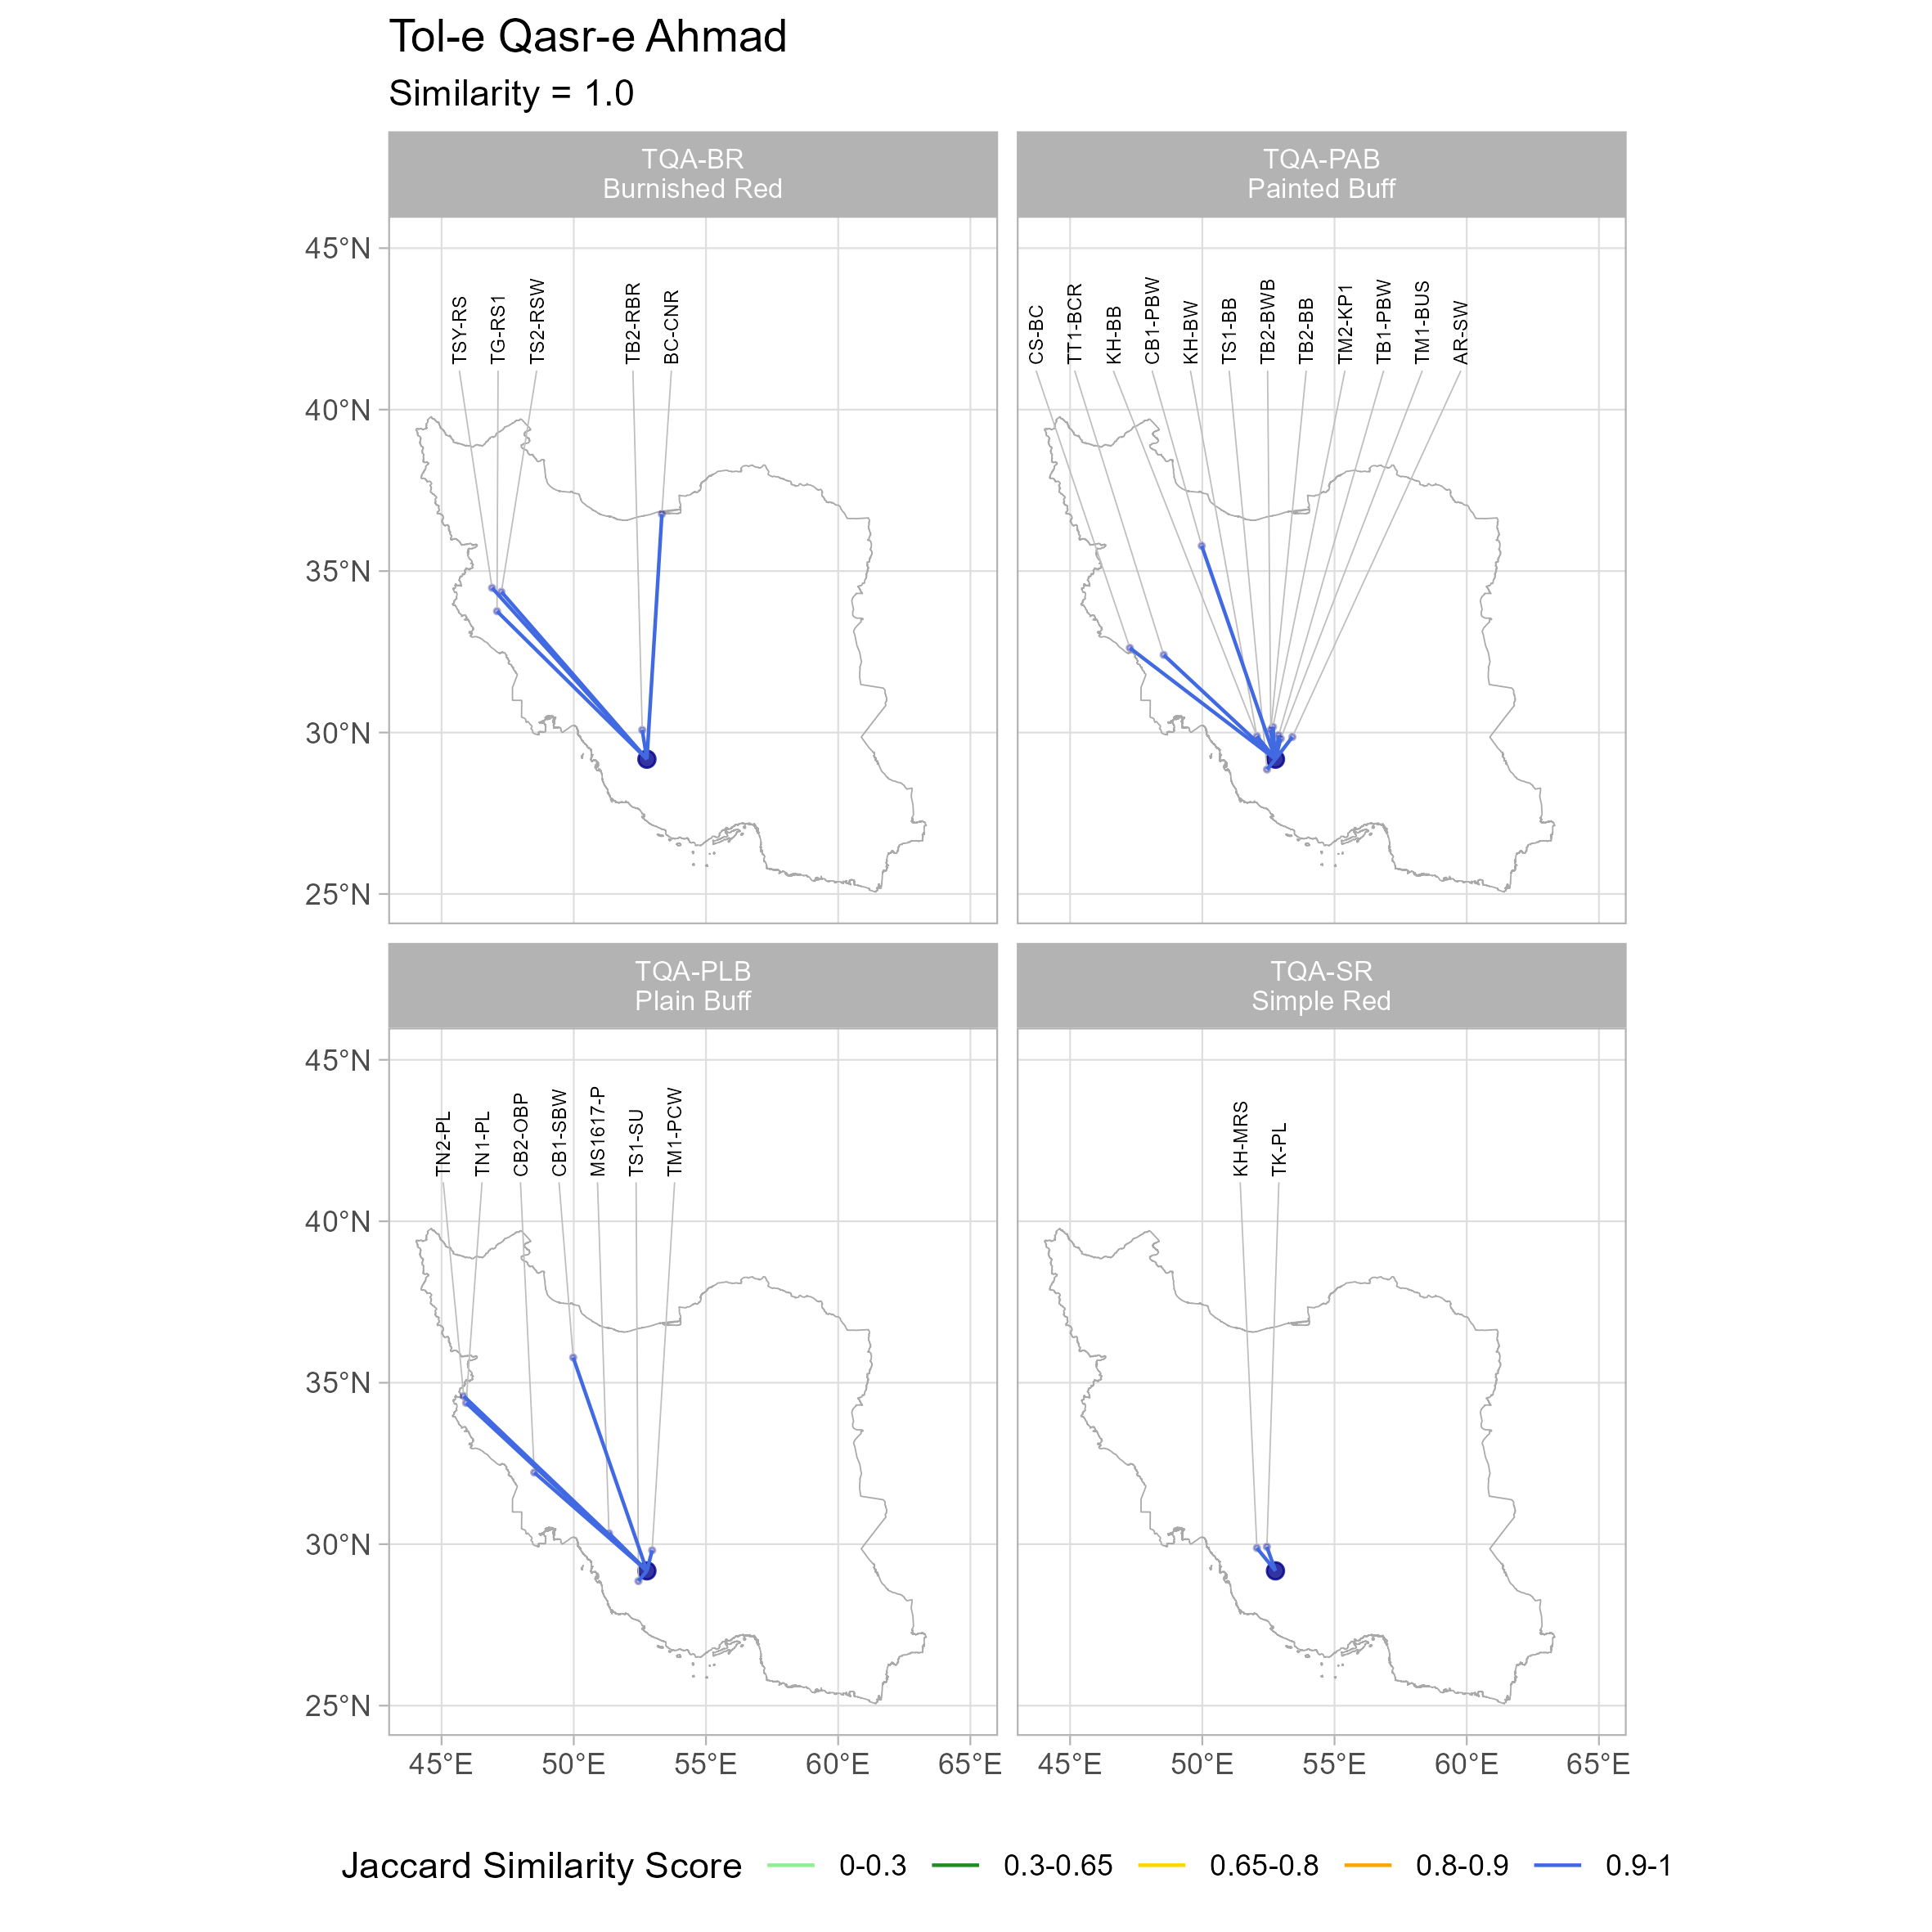 Tol-e Qasr-e Ahmad
Similarity = 1.0
TQA-BR
Burnished Red
TQA-PAB
Painted Buff
45°N
40°N
35°N
30°N
25°N
TSY-RS
TG-RS1
TS2-RSW
TB2-RBR
BC-CNR
CS-BC
TT1-BCR
KH-BB
CB1-PBW
KH-BW
TS1-BB
TB2-BWB
TB2-BB
TM2-KP1
TB1-PBW
TM1-BUS
AR-SW
TQA-PLB
Plain Buff
TQA-SR
Simple Red
45°N
40°N
35°N
30°N
25°N
TN2-PL
TN1-PL
CB2-OBP
CB1-SBW
MS1617-P
TS1-SU
TM1-PCW
KH-MRS
TK-PL
45°E 50°E 55°E 60°E 65°E 45°E 50°E 55°E 60°E 65°E
Jaccard Similarity Score 0-0.3 0.3-0.65 0.65-0.8 0.8-0.9 0.9-1